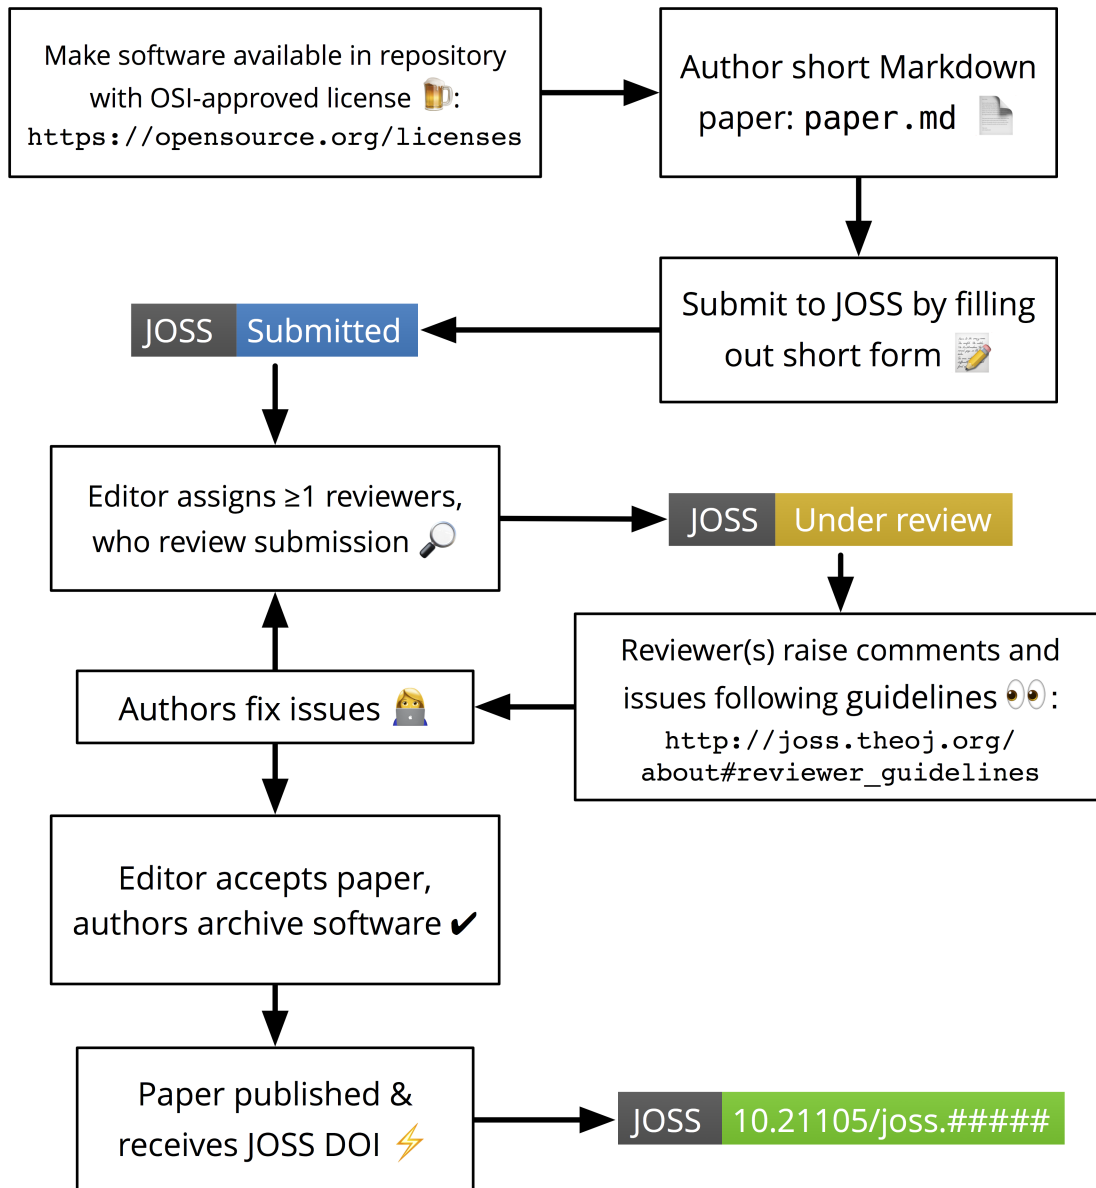 Make software available in repository
with OSI-approved license 🍺:
https://opensource.org/licenses
Author short Markdown
paper: paper.md 📄
Submit to JOSS by filling
out short form 📝
JOSS Submitted
Editor assigns ≥1 reviewers,
who review submission 🔍
JOSS Under review
Reviewer(s) raise comments and
issues following guidelines 👀:
http://joss.theoj.org/
about#reviewer_guidelines
Authors fix issues 👩‍💻
Editor accepts paper,
authors archive software ✔
Paper published &
receives JOSS DOI ⚡
JOSS 10.21105/joss.#####